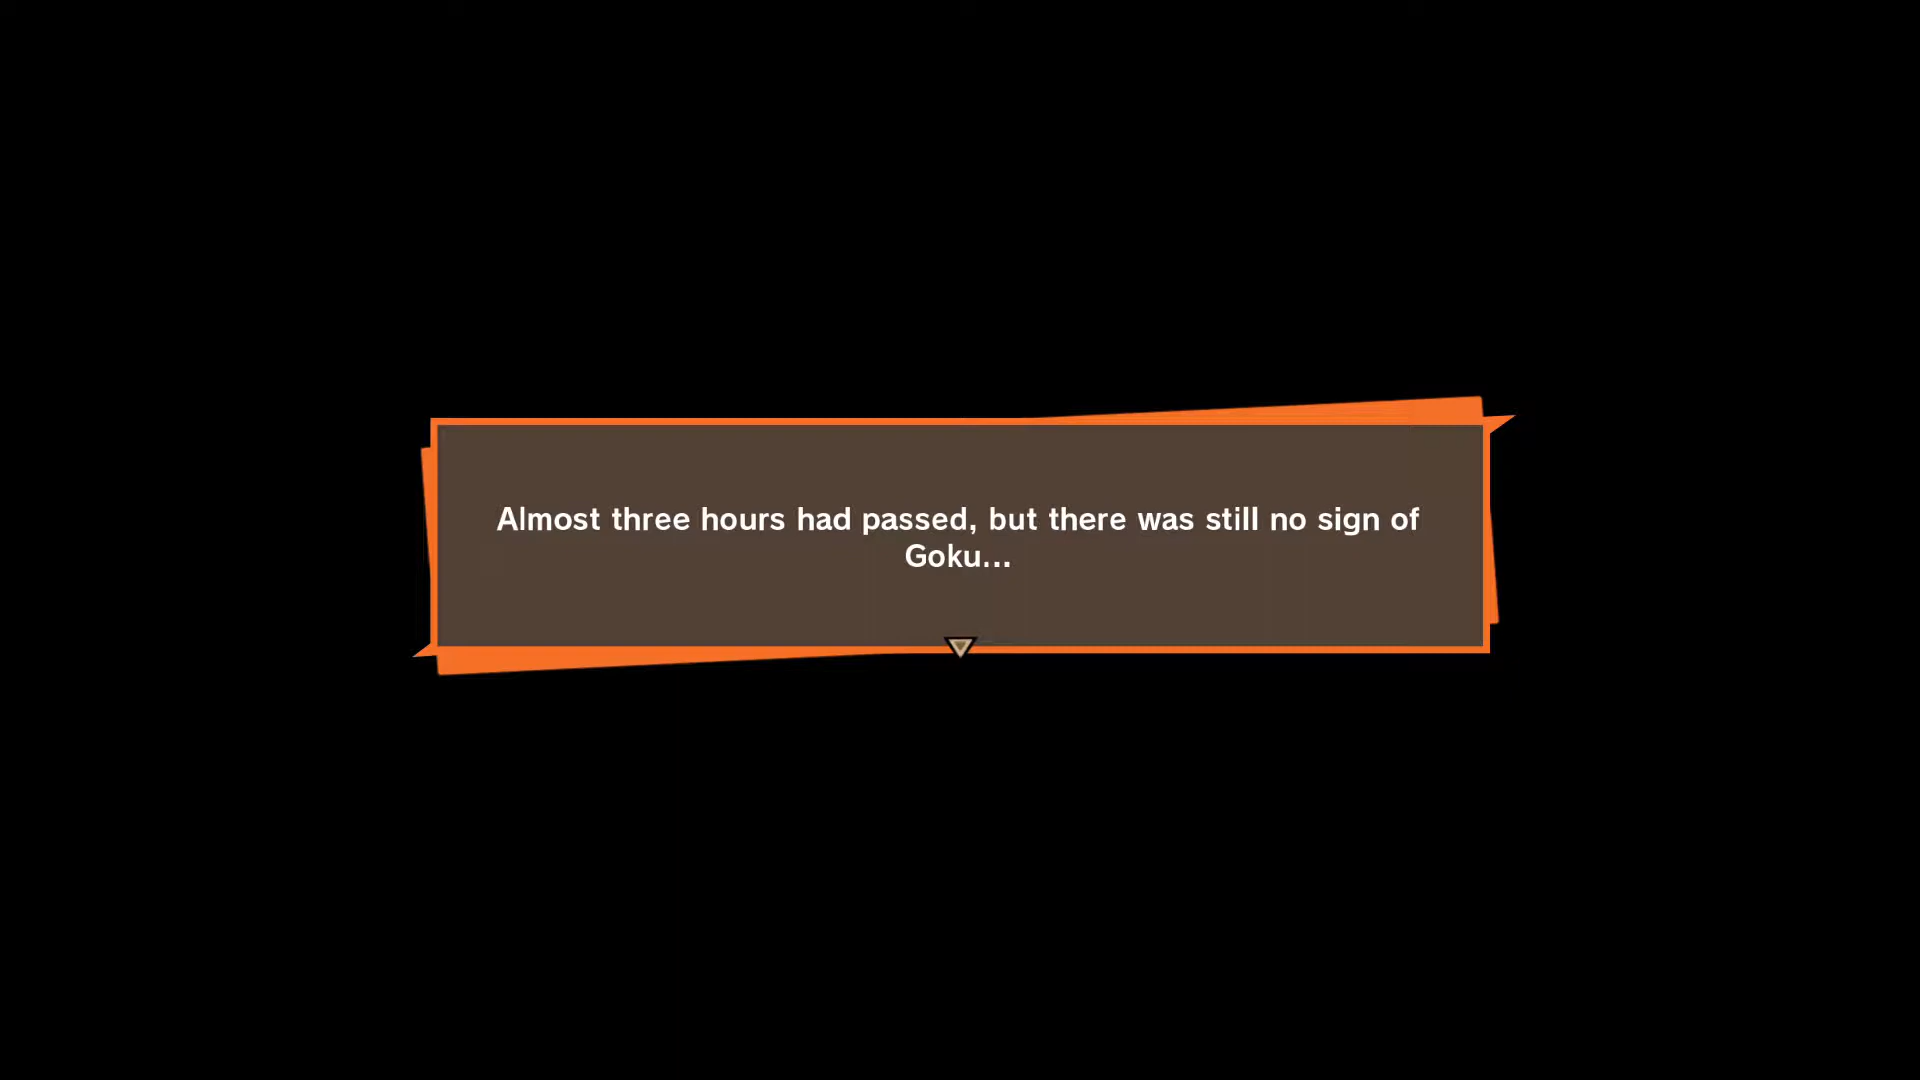 Almost three hours had passed, but there was still no sign of
Goku...